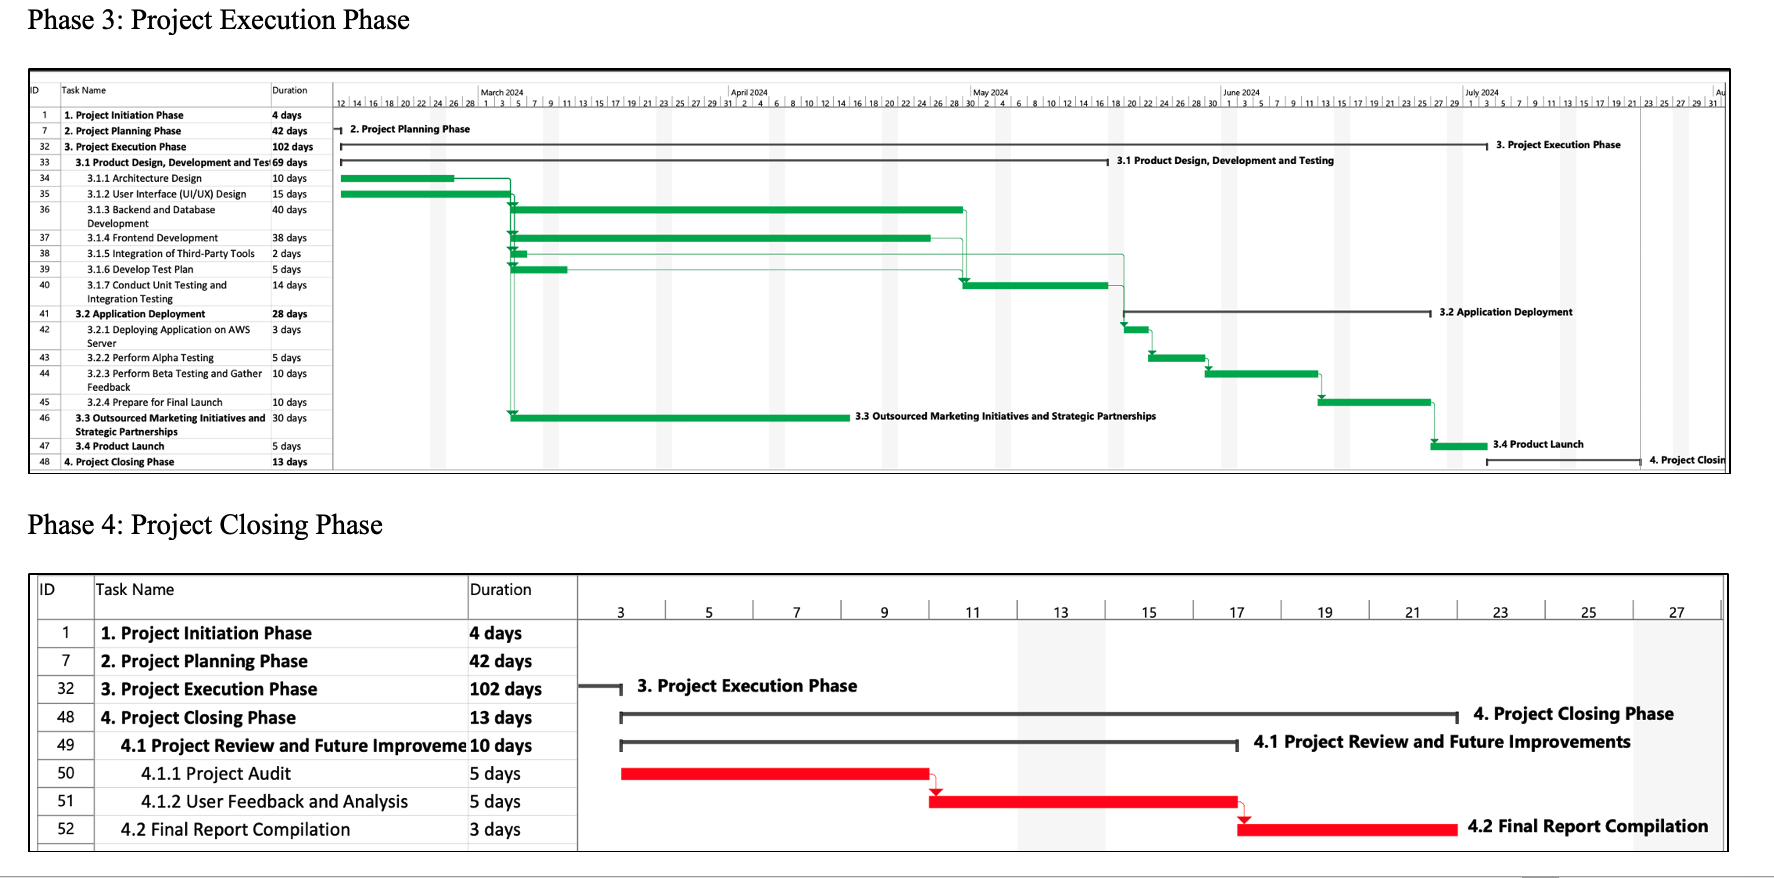 Phase 3: Project Execution Phase
ID Task Name Duration March 2024 April 2024 May 2024 June 2024 July 2024 Au
12 14 16 18 20 22 24 26 28 1 3 5 7 9 11 13 15 17 19 21 23 25 27 29 31 2 4 6 8 10 12 14 16 18 20 22 24 26 28 30 2 4 6 8 10 12 14 16 18 20 22 24 26 28 30 1 3 5 7 9 11 13 15 17 19 21 23 25 27 29 1 3 5 7 9 11 13 15 17 19 21 23 25 27 29 31
1 1. Project Initiation Phase 4 days
7 2. Project Planning Phase 42 days 2. Project Planning Phase
32 3. Project Execution Phase 102 days 3. Project Execution Phase
33 3.1 Product Design, Development and Test 69 days 3.1 Product Design, Development and Testing
34 3.1.1 Architecture Design 10 days
35 3.1.2 User Interface (UI/UX) Design 15 days
36 3.1.3 Backend and Database 40 days
Development
37 3.1.4 Frontend Development 38 days
38 3.1.5 Integration of Third-Party Tools 2 days
39 3.1.6 Develop Test Plan 5 days
40 3.1.7 Conduct Unit Testing and 14 days
Integration Testing
41 3.2 Application Deployment 28 days 3.2 Application Deployment
42 3.2.1 Deploying Application on AWS 3 days
Server
43 3.2.2 Perform Alpha Testing 5 days
44 3.2.3 Perform Beta Testing and Gather 10 days
Feedback
45 3.2.4 Prepare for Final Launch 10 days
46 3.3 Outsourced Marketing Initiatives and 30 days 3.3 Outsourced Marketing Initiatives and Strategic Partnerships
Strategic Partnerships
47 3.4 Product Launch 5 days 3.4 Product Launch
48 4. Project Closing Phase 13 days 4. Project Closin
Phase 4: Project Closing Phase
ID Task Name Duration
3 5 7 9 11 13 15 17 19 21 23 25 27
1 1. Project Initiation Phase 4 days
7 2. Project Planning Phase 42 days
32 3. Project Execution Phase 102 days 3. Project Execution Phase
48 4. Project Closing Phase 13 days 4. Project Closing Phase
49 4.1 Project Review and Future Improveme 10 days 4.1 Project Review and Future Improvements
50 4.1.1 Project Audit 5 days
51 4.1.2 User Feedback and Analysis 5 days
52 4.2 Final Report Compilation 3 days 4.2 Final Report Compilation